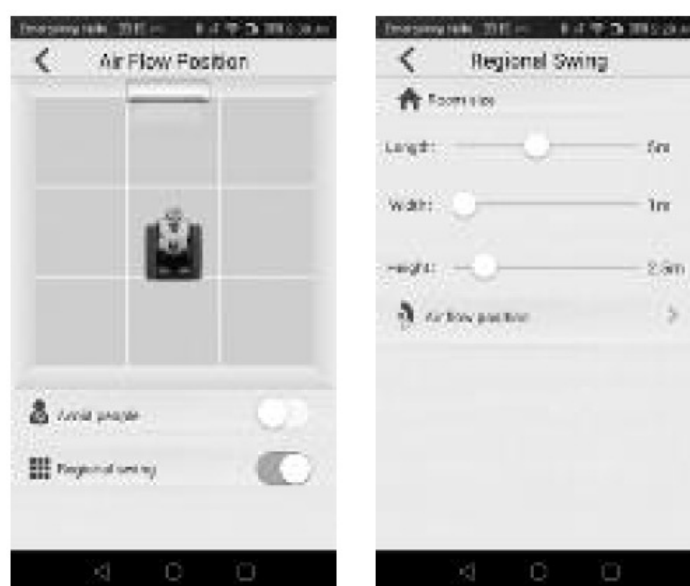 Air Flow Position
Avoid people
Regional swing
Regional Swing
Room size
Length: 5m
Width: 1m
Height: 2.5m
Air flow position